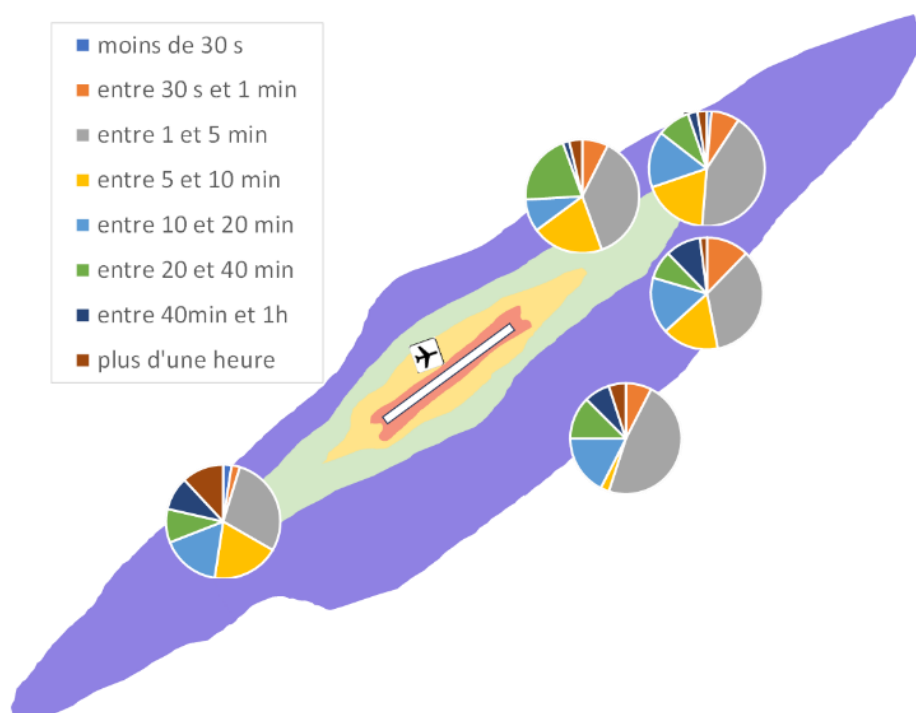 moins de 30 s
entre 30 s et 1 min
entre 1 et 5 min
entre 5 et 10 min
entre 10 et 20 min
entre 20 et 40 min
entre 40min et 1h
plus d'une heure